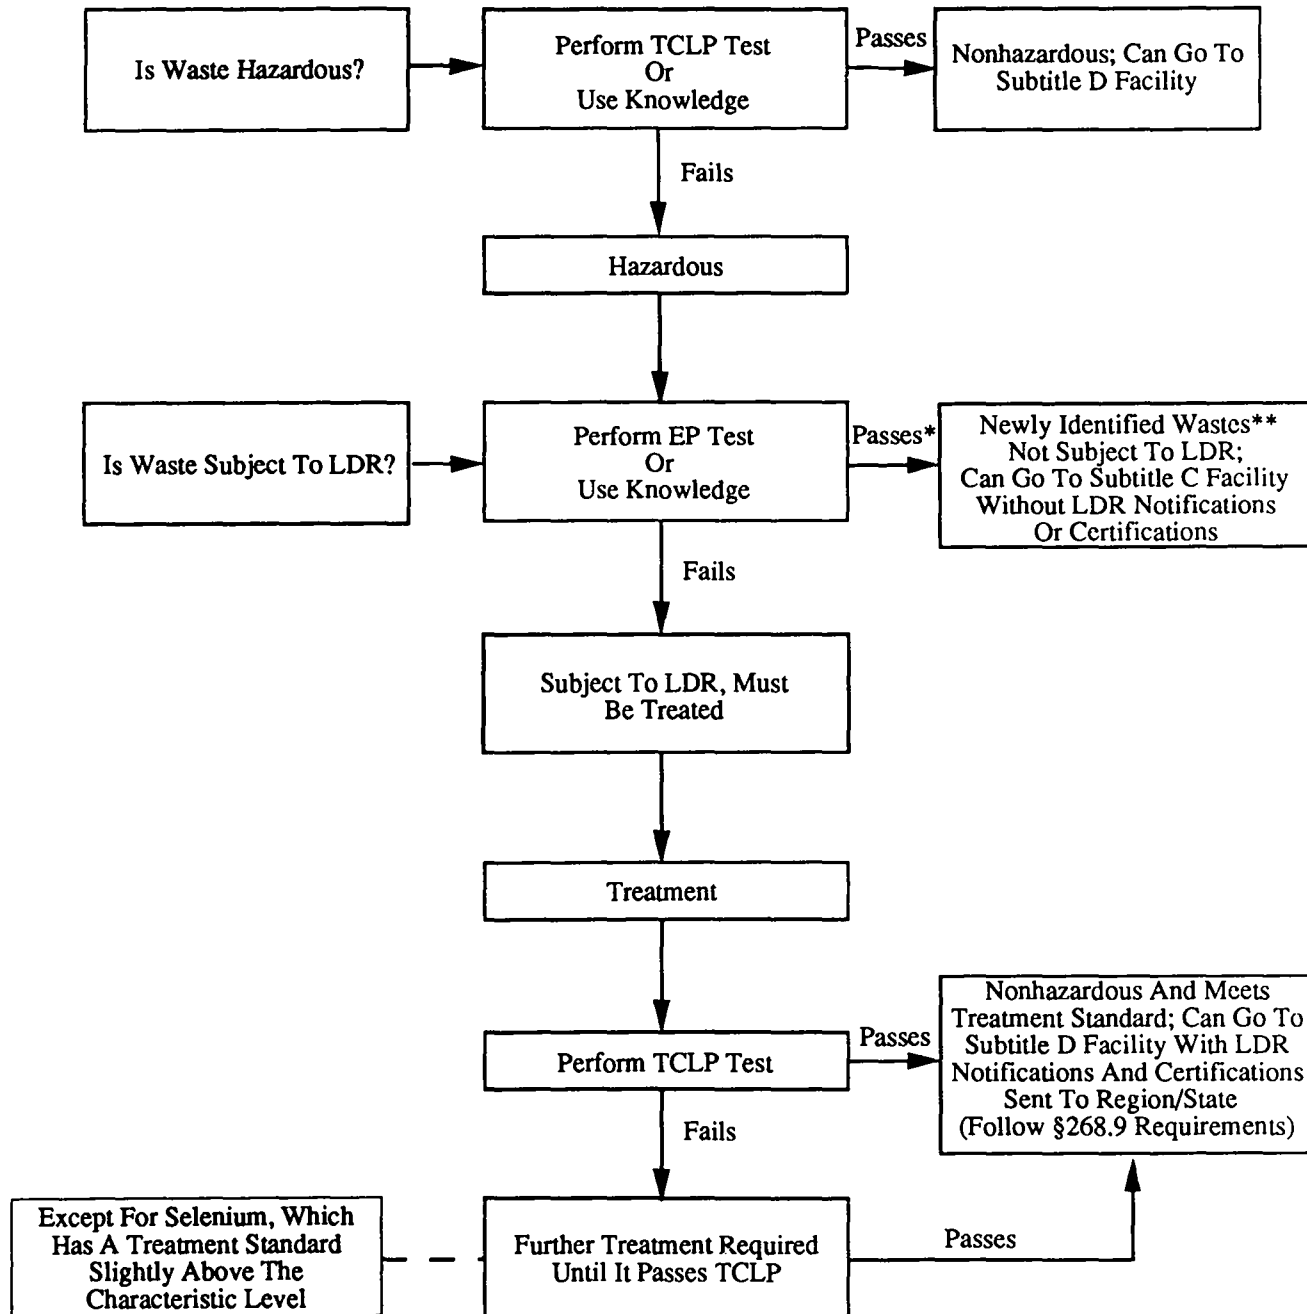 Is Waste Hazardous?
Perform TCLP Test
Or
Use Knowledge
Passes
Nonhazardous; Can Go To
Subtitle D Facility
Fails
Hazardous
Is Waste Subject To LDR?
Perform EP Test
Or
Use Knowledge
Passes*
Newly Identified Wastes**
Not Subject To LDR;
Can Go To Subtitle C Facility
Without LDR Notifications
Or Certifications
Fails
Subject To LDR, Must
Be Treated
Treatment
Perform TCLP Test
Passes
Nonhazardous And Meets
Treatment Standard; Can Go To
Subtitle D Facility With LDR
Notifications And Certifications
Sent To Region/State
(Follow §268.9 Requirements)
Fails
Except For Selenium, Which
Has A Treatment Standard
Slightly Above The
Characteristic Level
Further Treatment Required
Until It Passes TCLP
Passes